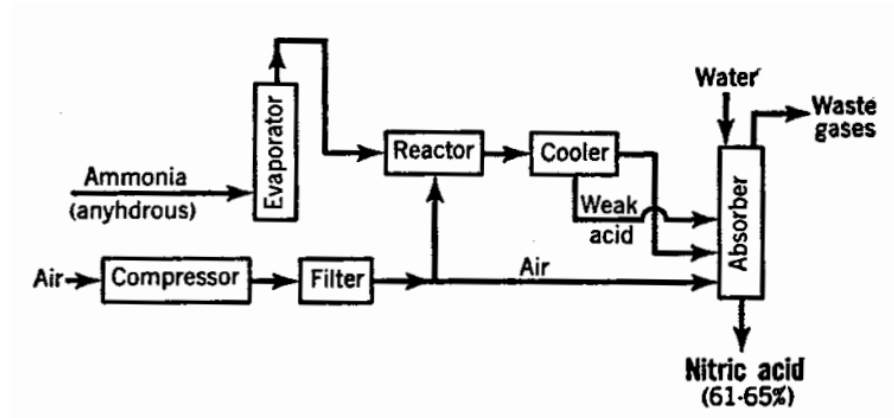 Water
Waste
gases
Evaporator
Reactor
Cooler
Ammonia
(anyhdrous)
Weak
acid
Absorber
Air
Compressor
Filter
Air
Nitric acid
(61-65%)